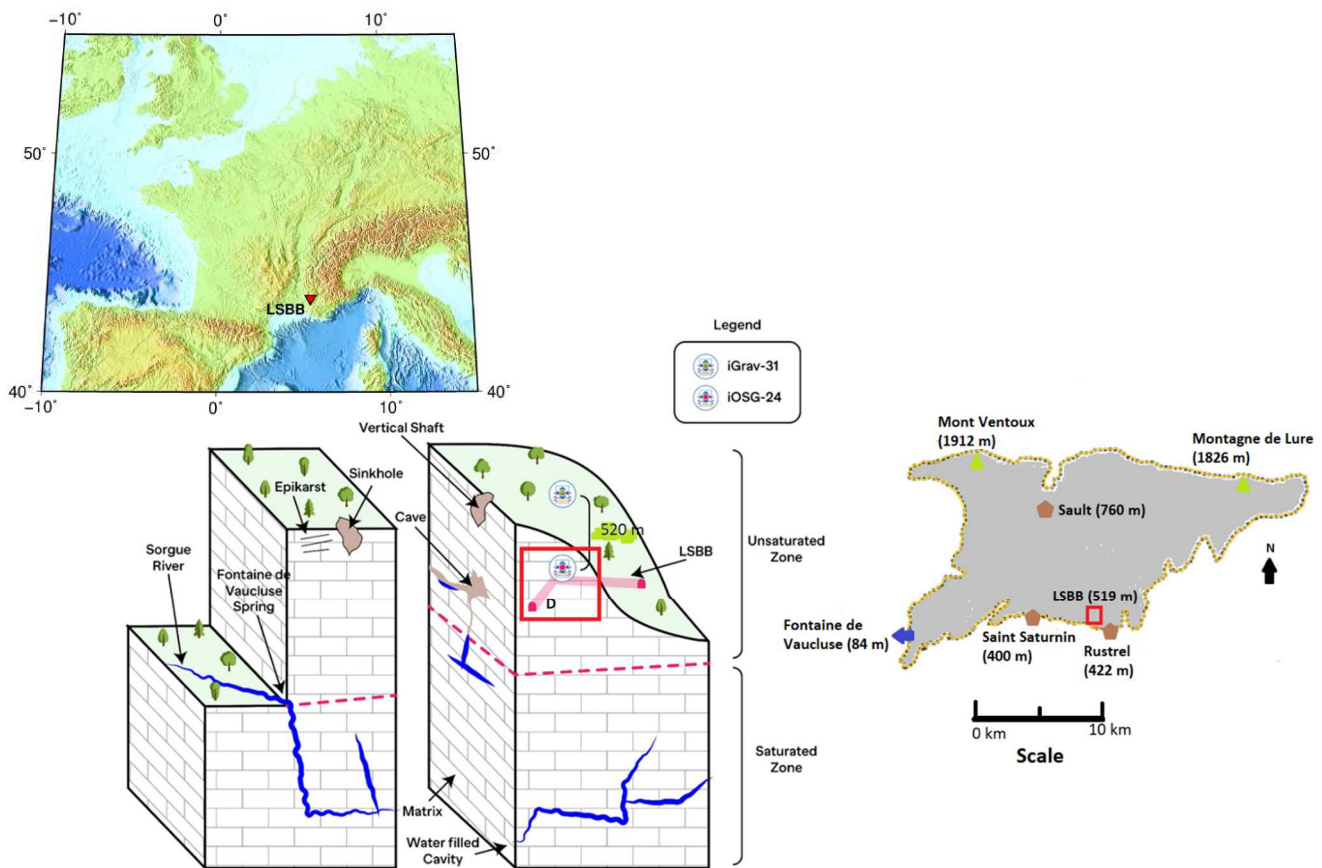 −10˚
0˚
10˚
50˚
50˚
LSBB
40˚
40˚
−10˚
0˚
10˚
Legend
iGrav-31
iOSG-24
Vertical Shaft
Sinkhole
Epikarst
Cave
520 m
Sorgue
River
Fontaine de
Vaucluse
Spring
LSBB
D
Unsaturated
Zone
Saturated
Zone
Matrix
Water filled
Cavity
Mont Ventoux
(1912 m)
Montagne de Lure
(1826 m)
Sault (760 m)
N
LSBB (519 m)
Fontaine de
Vaucluse (84 m)
Saint Saturnin
(400 m)
Rustrel
(422 m)
0 km
10 km
Scale